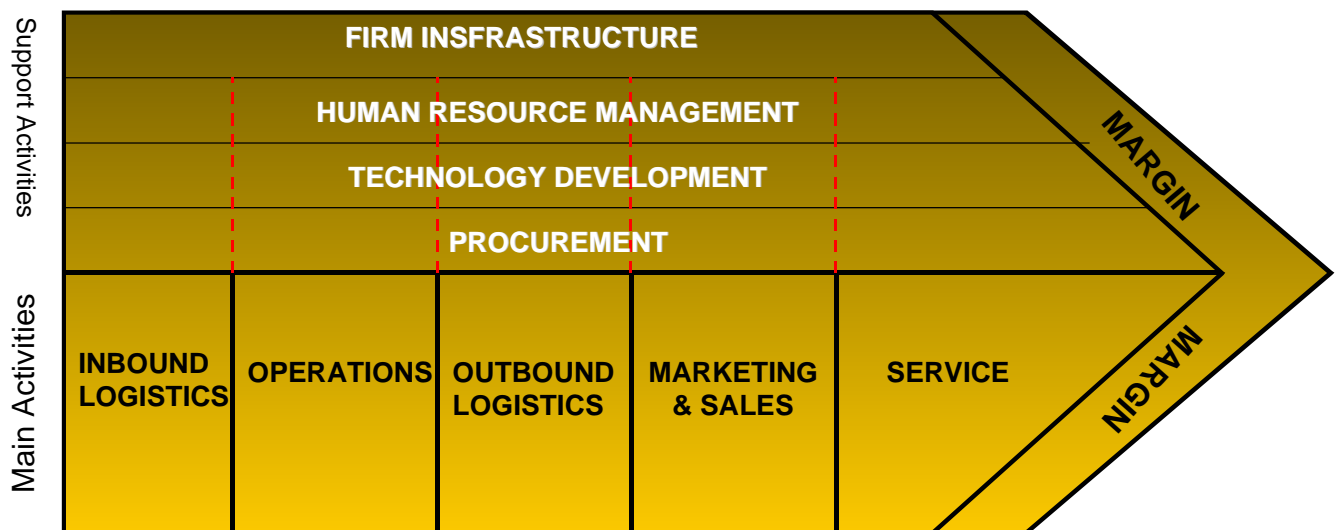 Support Activities
FIRM INSFRASTRUCTURE
HUMAN RESOURCE MANAGEMENT
TECHNOLOGY DEVELOPMENT
PROCUREMENT
MARGIN
Main Activities
INBOUND
LOGISTICS
OPERATIONS
OUTBOUND
LOGISTICS
MARKETING
& SALES
SERVICE
MARGIN